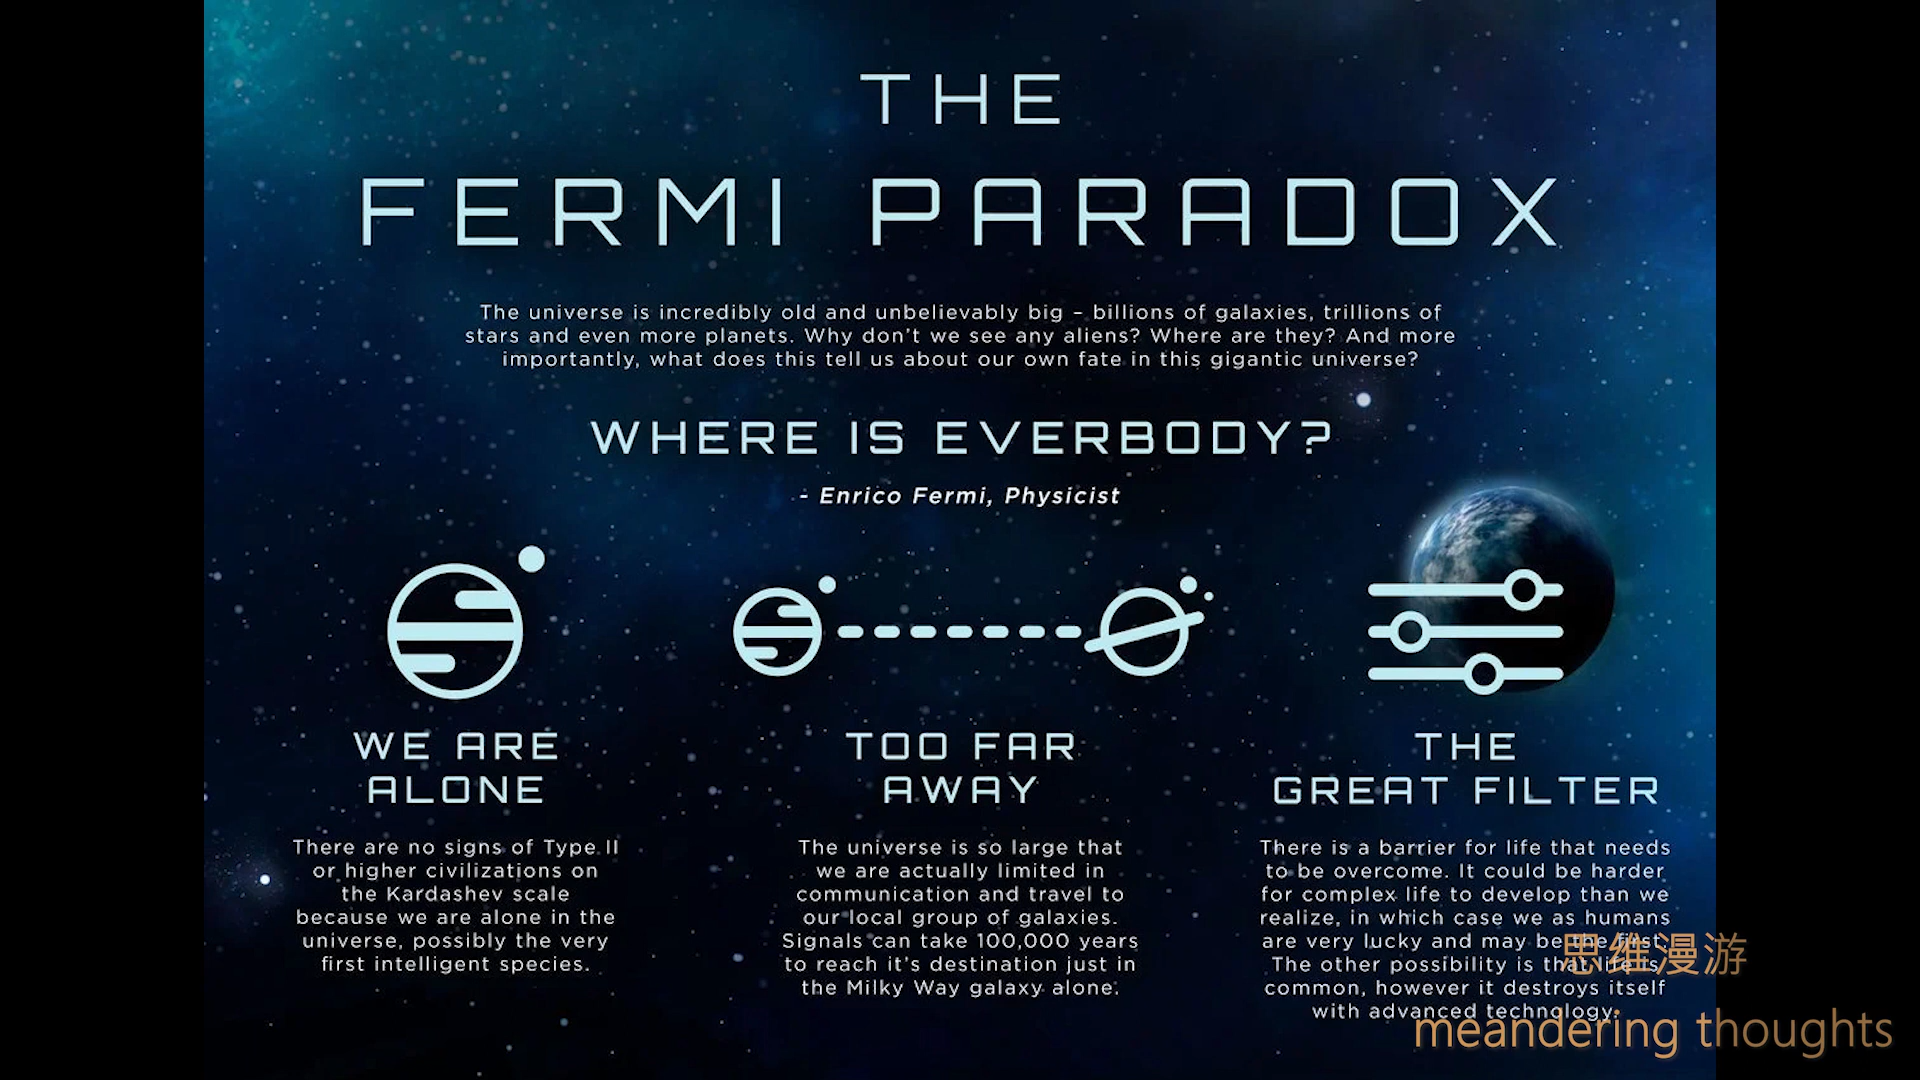 THE
FERMI PARADOX
The universe is incredibly old and unbelievably big – billions of galaxies, trillions of
stars and even more planets. Why don't we see any aliens? Where are they? And more
importantly, what does this tell us about our own fate in this gigantic universe?
WHERE IS EVERBODY?
- Enrico Fermi, Physicist
WE ARE
ALONE
There are no signs of Type II
or higher civilizations on
the Kardashev scale
because we are alone in the
universe, possibly the very
first intelligent species.
TOO FAR
AWAY
The universe is so large that
we are actually limited in
communication and travel to
our local group of galaxies.
Signals can take 100,000 years
to reach it's destination just in
the Milky Way galaxy alone.
THE
GREAT FILTER
There is a barrier for life that needs
to be overcome. It could be harder
for complex life to develop than we
realize, in which case we as humans
are very lucky and may be the first.
The other possibility is that life is
common, however it destroys itself
with advanced technology.
思维漫游
meandering thoughts